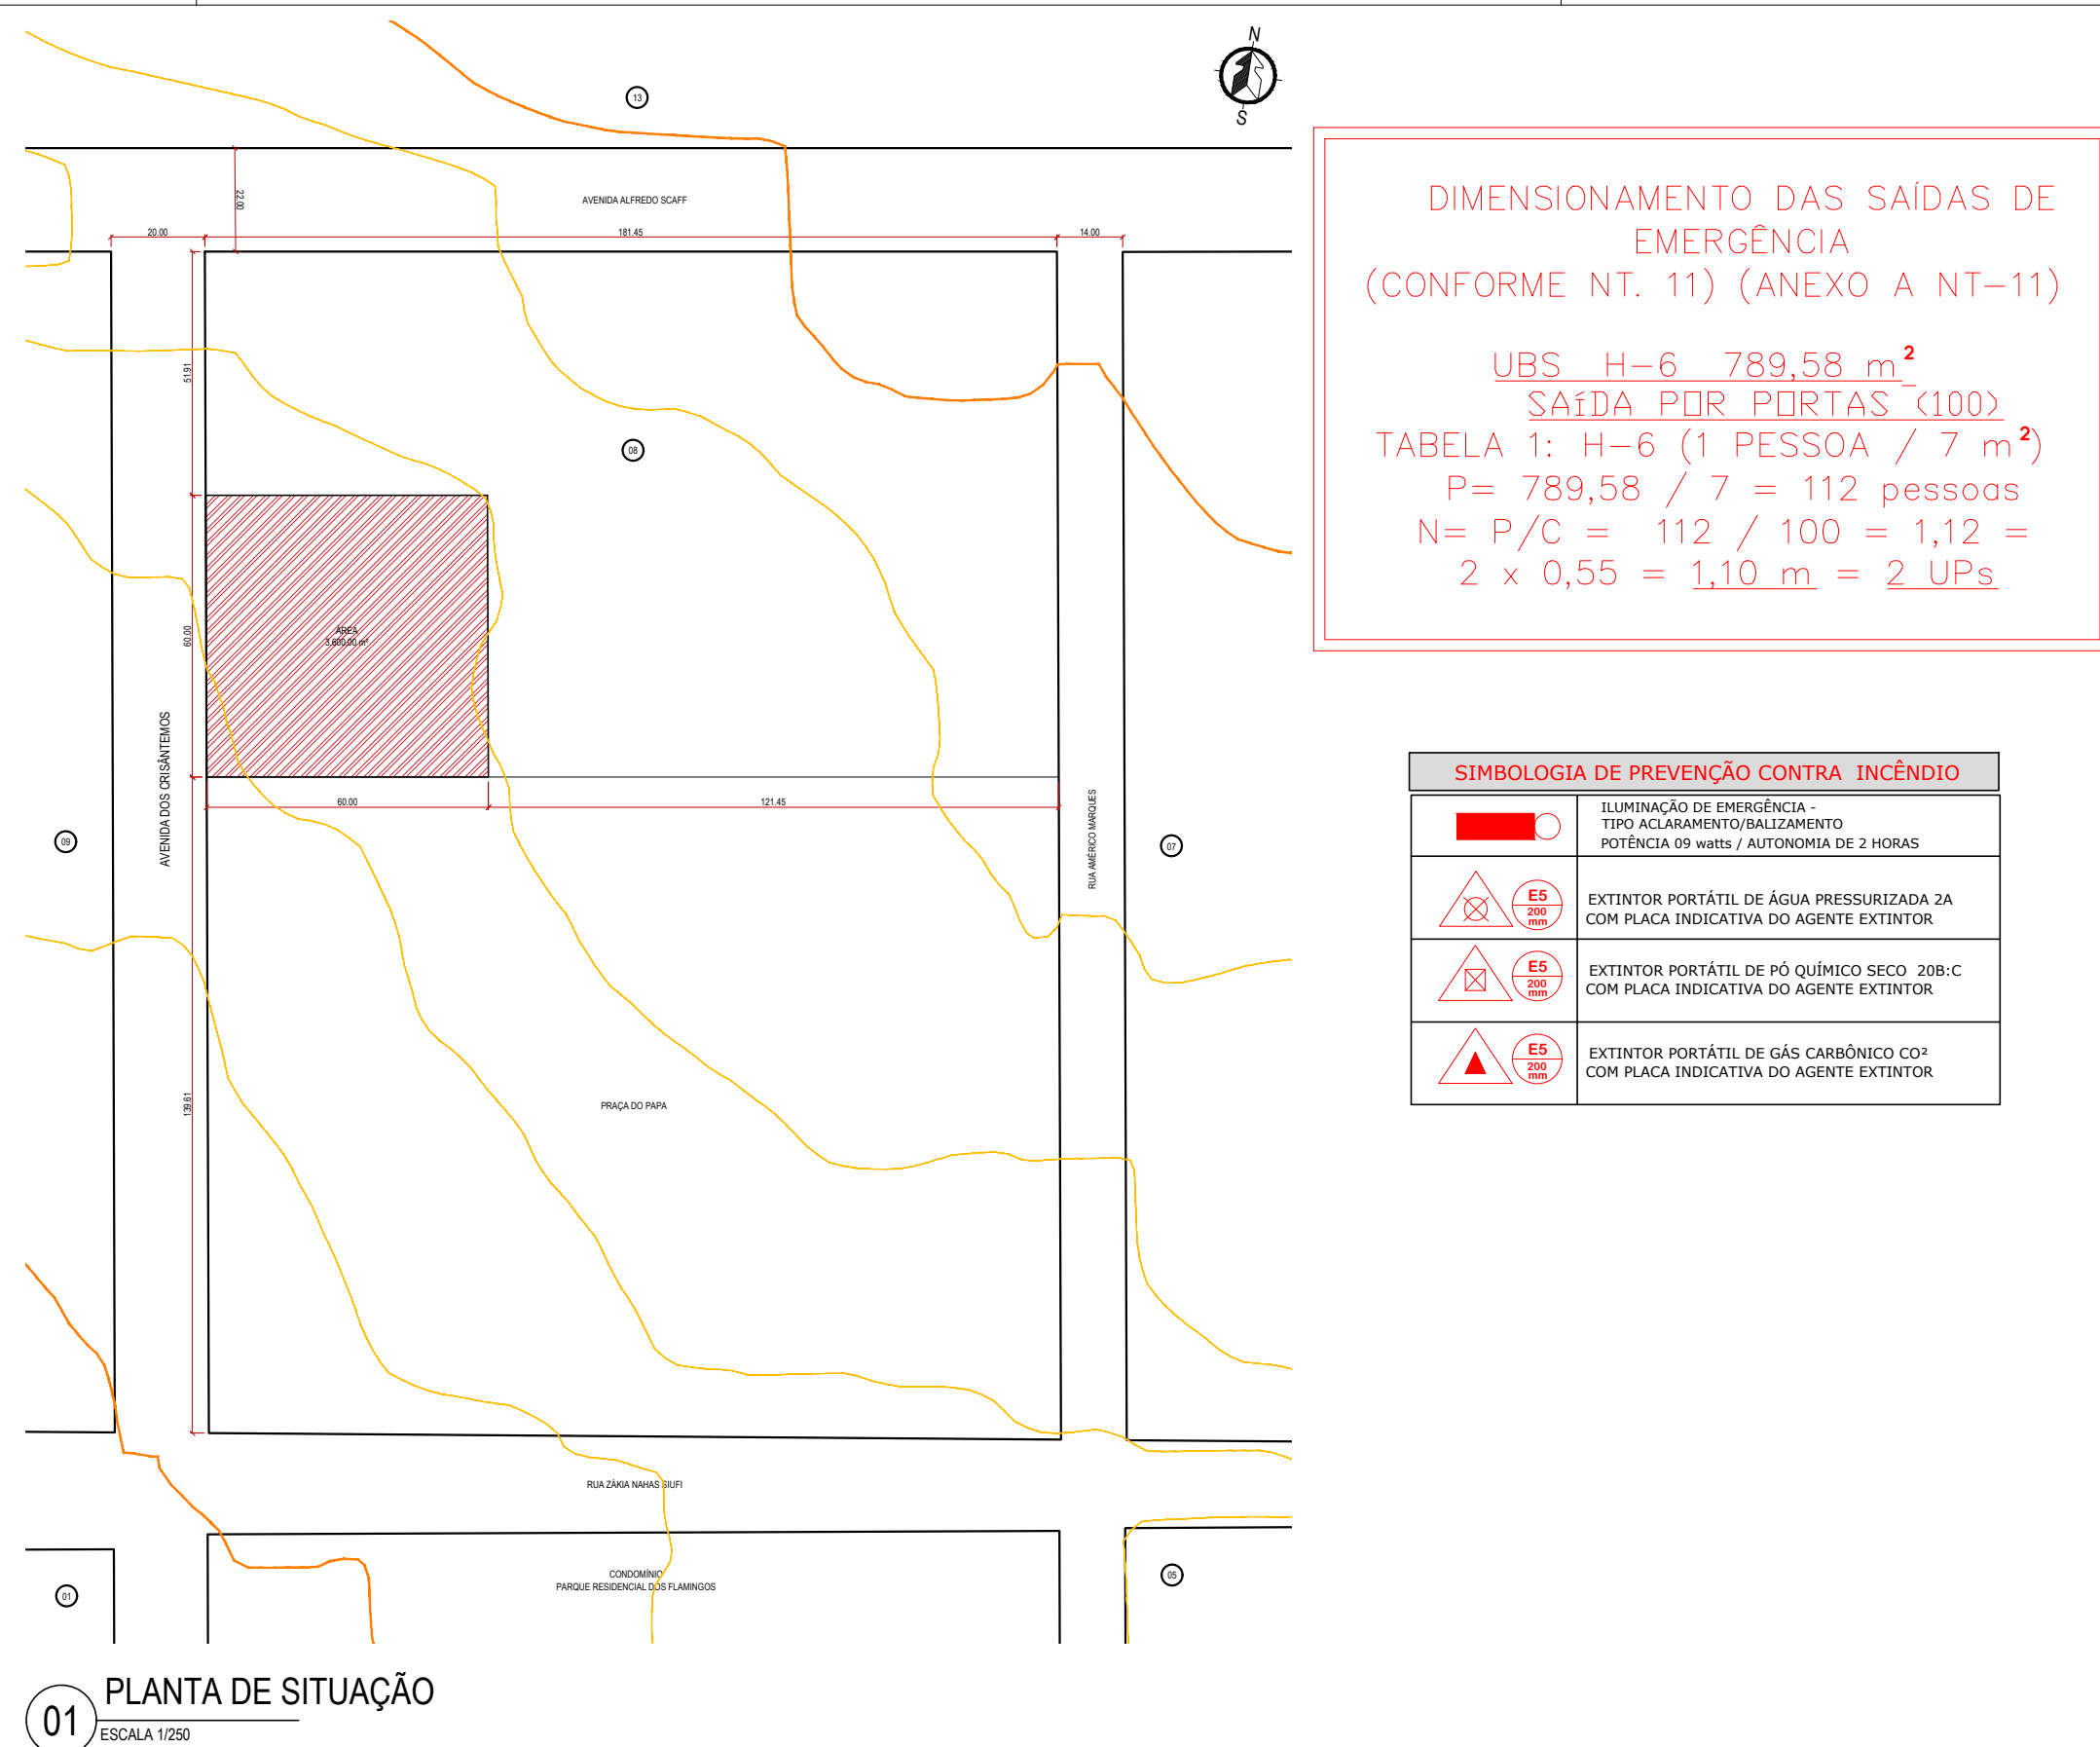 N
S
13
22.00
AVENIDA ALFREDO SCAFF
20.00
181.45
14.00
51.91
08
60.00
ÁREA
3.600,00 m²
AVENIDA DOS CRISÂNTEMOS
60.00
121.45
RUA AMÉRICO MARQUES
09
07
139.61
PRAÇA DO PAPA
RUA ZÁKIA NAHAS SIUFI
CONDOMÍNIO
PARQUE RESIDENCIAL DOS FLAMINGOS
01
05
01
PLANTA DE SITUAÇÃO
ESCALA 1/250
DIMENSIONAMENTO DAS SAÍDAS DE
EMERGÊNCIA
(CONFORME NT. 11) (ANEXO A NT-11)
UBS H-6 789,58 m²
SAíDA POR PORTAS (100)
TABELA 1: H-6 (1 PESSOA / 7 m²)
P= 789,58 / 7 = 112 pessoas
N= P/C = 112 / 100 = 1,12 =
2 x 0,55 = 1,10 m = 2 UPs
SIMBOLOGIA DE PREVENÇÃO CONTRA INCÊNDIO
ILUMINAÇÃO DE EMERGÊNCIA -
TIPO ACLARAMENTO/BALIZAMENTO
POTÊNCIA 09 watts / AUTONOMIA DE 2 HORAS
E5
200
mm
EXTINTOR PORTÁTIL DE ÁGUA PRESSURIZADA 2A
COM PLACA INDICATIVA DO AGENTE EXTINTOR
E5
200
mm
EXTINTOR PORTÁTIL DE PÓ QUÍMICO SECO 20B:C
COM PLACA INDICATIVA DO AGENTE EXTINTOR
E5
200
mm
EXTINTOR PORTÁTIL DE GÁS CARBÔNICO CO²
COM PLACA INDICATIVA DO AGENTE EXTINTOR